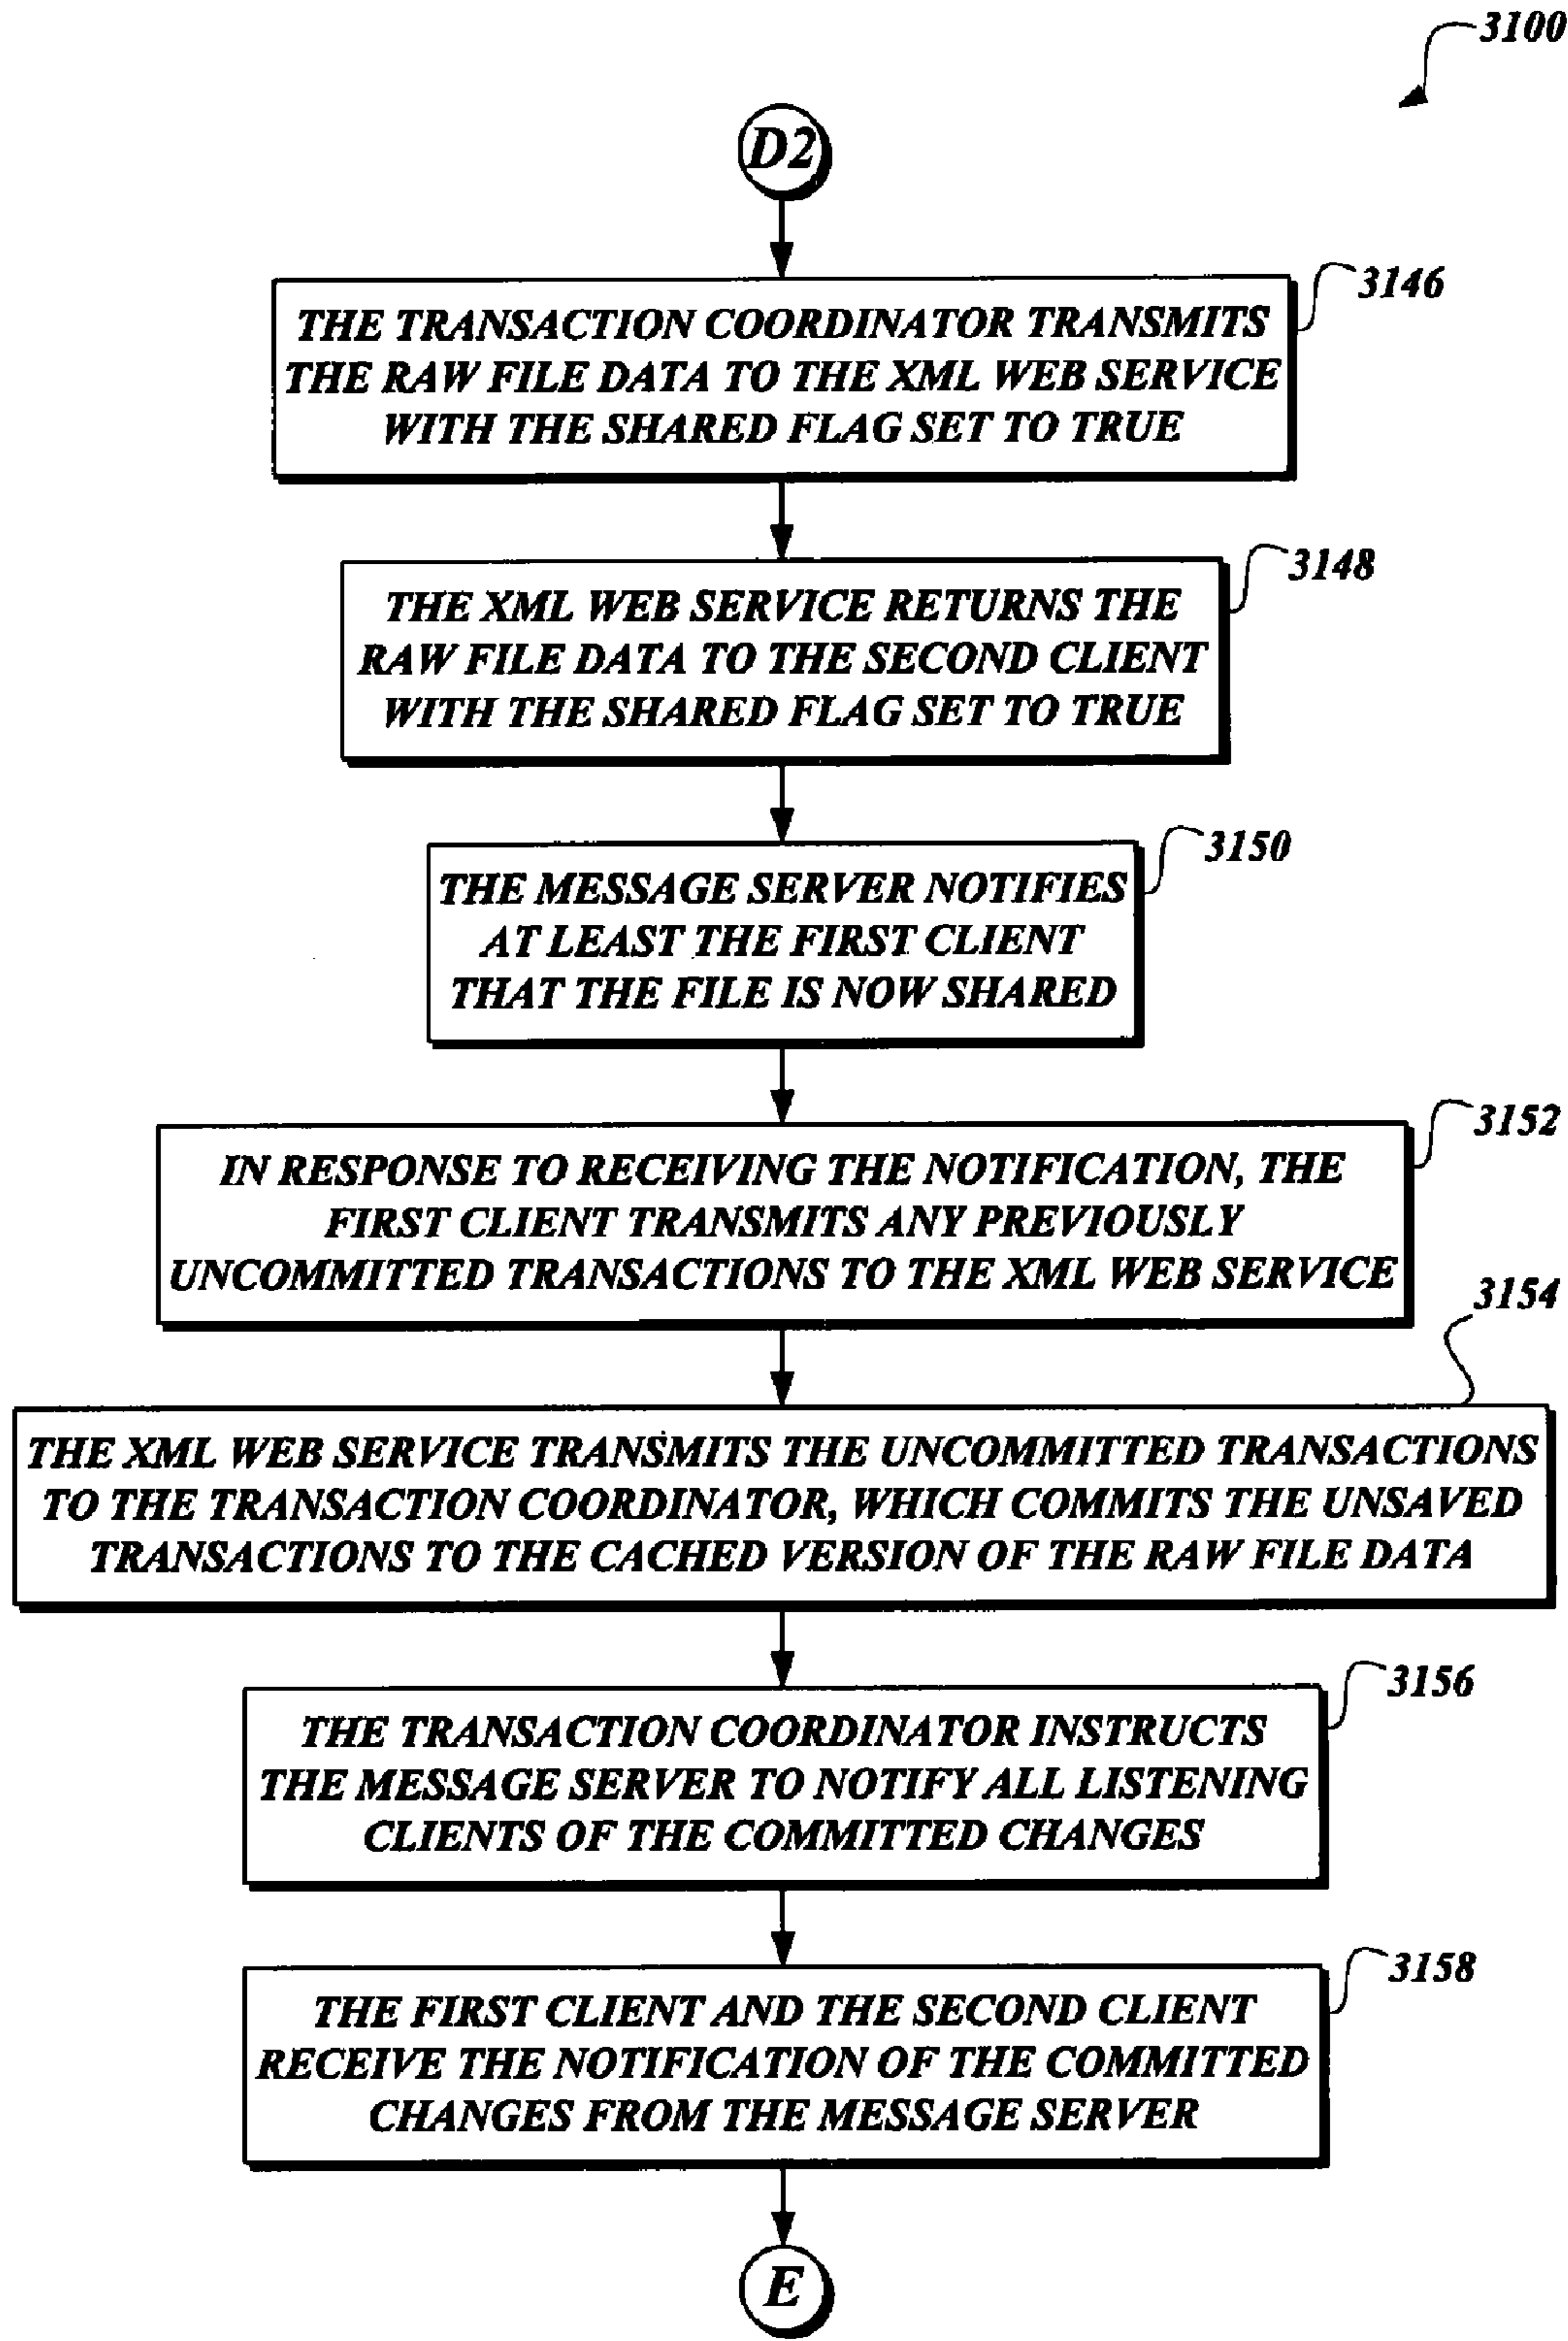 3100
D2
3146
THE TRANSACTION COORDINATOR TRANSMITS
THE RAW FILE DATA TO THE XML WEB SERVICE
WITH THE SHARED FLAG SET TO TRUE
3148
THE XML WEB SERVICE RETURNS THE
RAW FILE DATA TO THE SECOND CLIENT
WITH THE SHARED FLAG SET TO TRUE
3150
THE MESSAGE SERVER NOTIFIES
AT LEAST THE FIRST CLIENT
THAT THE FILE IS NOW SHARED
3152
IN RESPONSE TO RECEIVING THE NOTIFICATION, THE
FIRST CLIENT TRANSMITS ANY PREVIOUSLY
UNCOMMITTED TRANSACTIONS TO THE XML WEB SERVICE
3154
THE XML WEB SERVICE TRANSMITS THE UNCOMMITTED TRANSACTIONS
TO THE TRANSACTION COORDINATOR, WHICH COMMITS THE UNSAVED
TRANSACTIONS TO THE CACHED VERSION OF THE RAW FILE DATA
3156
THE TRANSACTION COORDINATOR INSTRUCTS
THE MESSAGE SERVER TO NOTIFY ALL LISTENING
CLIENTS OF THE COMMITTED CHANGES
3158
THE FIRST CLIENT AND THE SECOND CLIENT
RECEIVE THE NOTIFICATION OF THE COMMITTED
CHANGES FROM THE MESSAGE SERVER
E